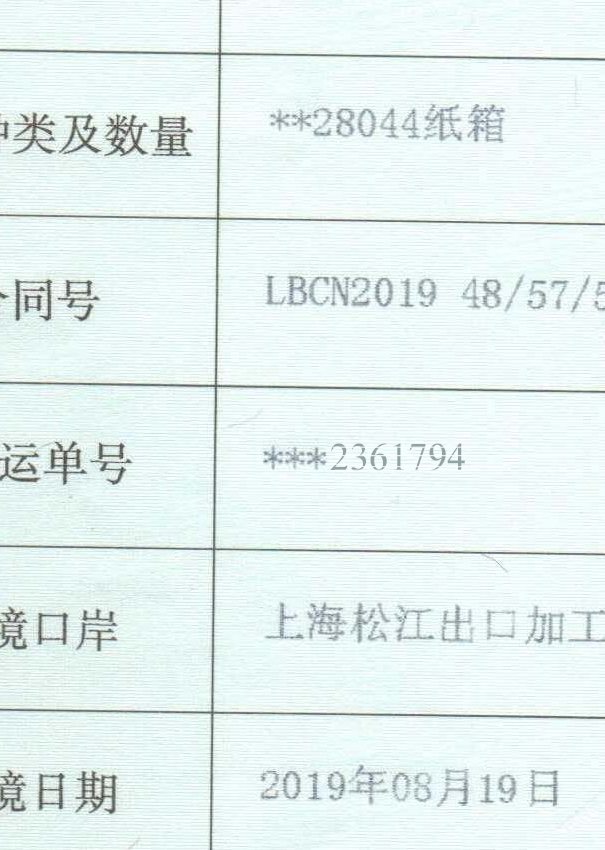 种类及数量 **28044纸箱
合同号 LBCN2019 48/57/5
运单号 ***2361794
境口岸 上海松江出口加工
境日期 2019年08月19日